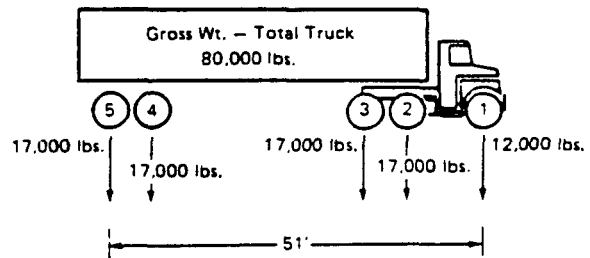 Gross Wt. – Total Truck
80,000 lbs.
5 4 3 2 1
17,000 lbs. 17,000 lbs. 12,000 lbs.
17,000 lbs. 17,000 lbs.
51'